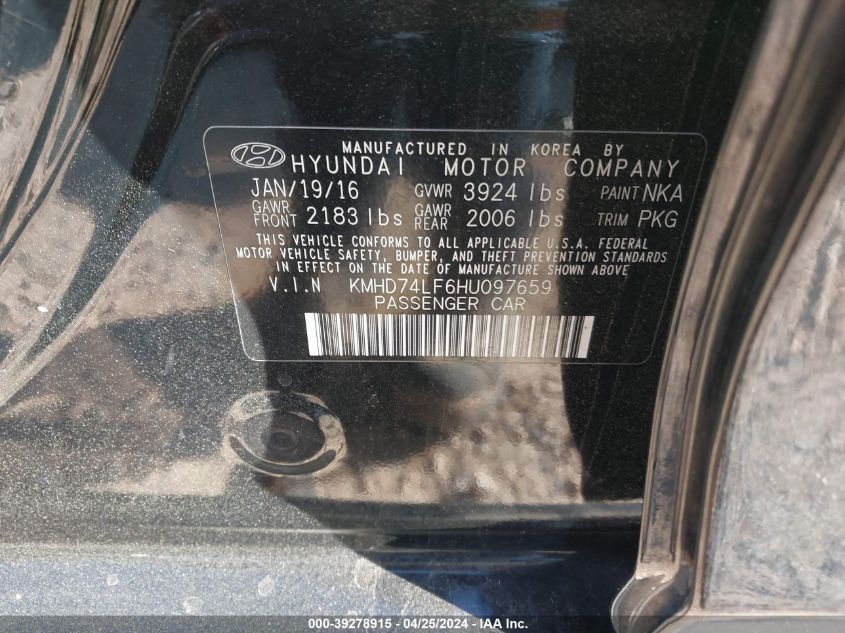 MANUFACTURED IN KOREA BY
HYUNDAI MOTOR COMPANY
JAN/19/16 GVWR 3924 lbs PAINT NKA
GAWR FRONT 2183 lbs GAWR REAR 2006 lbs TRIM PKG
THIS VEHICLE CONFORMS TO ALL APPLICABLE U.S.A. FEDERAL
MOTOR VEHICLE SAFETY, BUMPER, AND THEFT PREVENTION STANDARDS
IN EFFECT ON THE DATE OF MANUFACTURE SHOWN ABOVE
V.I.N KMHD74LF6HU097659
PASSENGER CAR
000-39278915 - 04/25/2024 - IAA Inc.